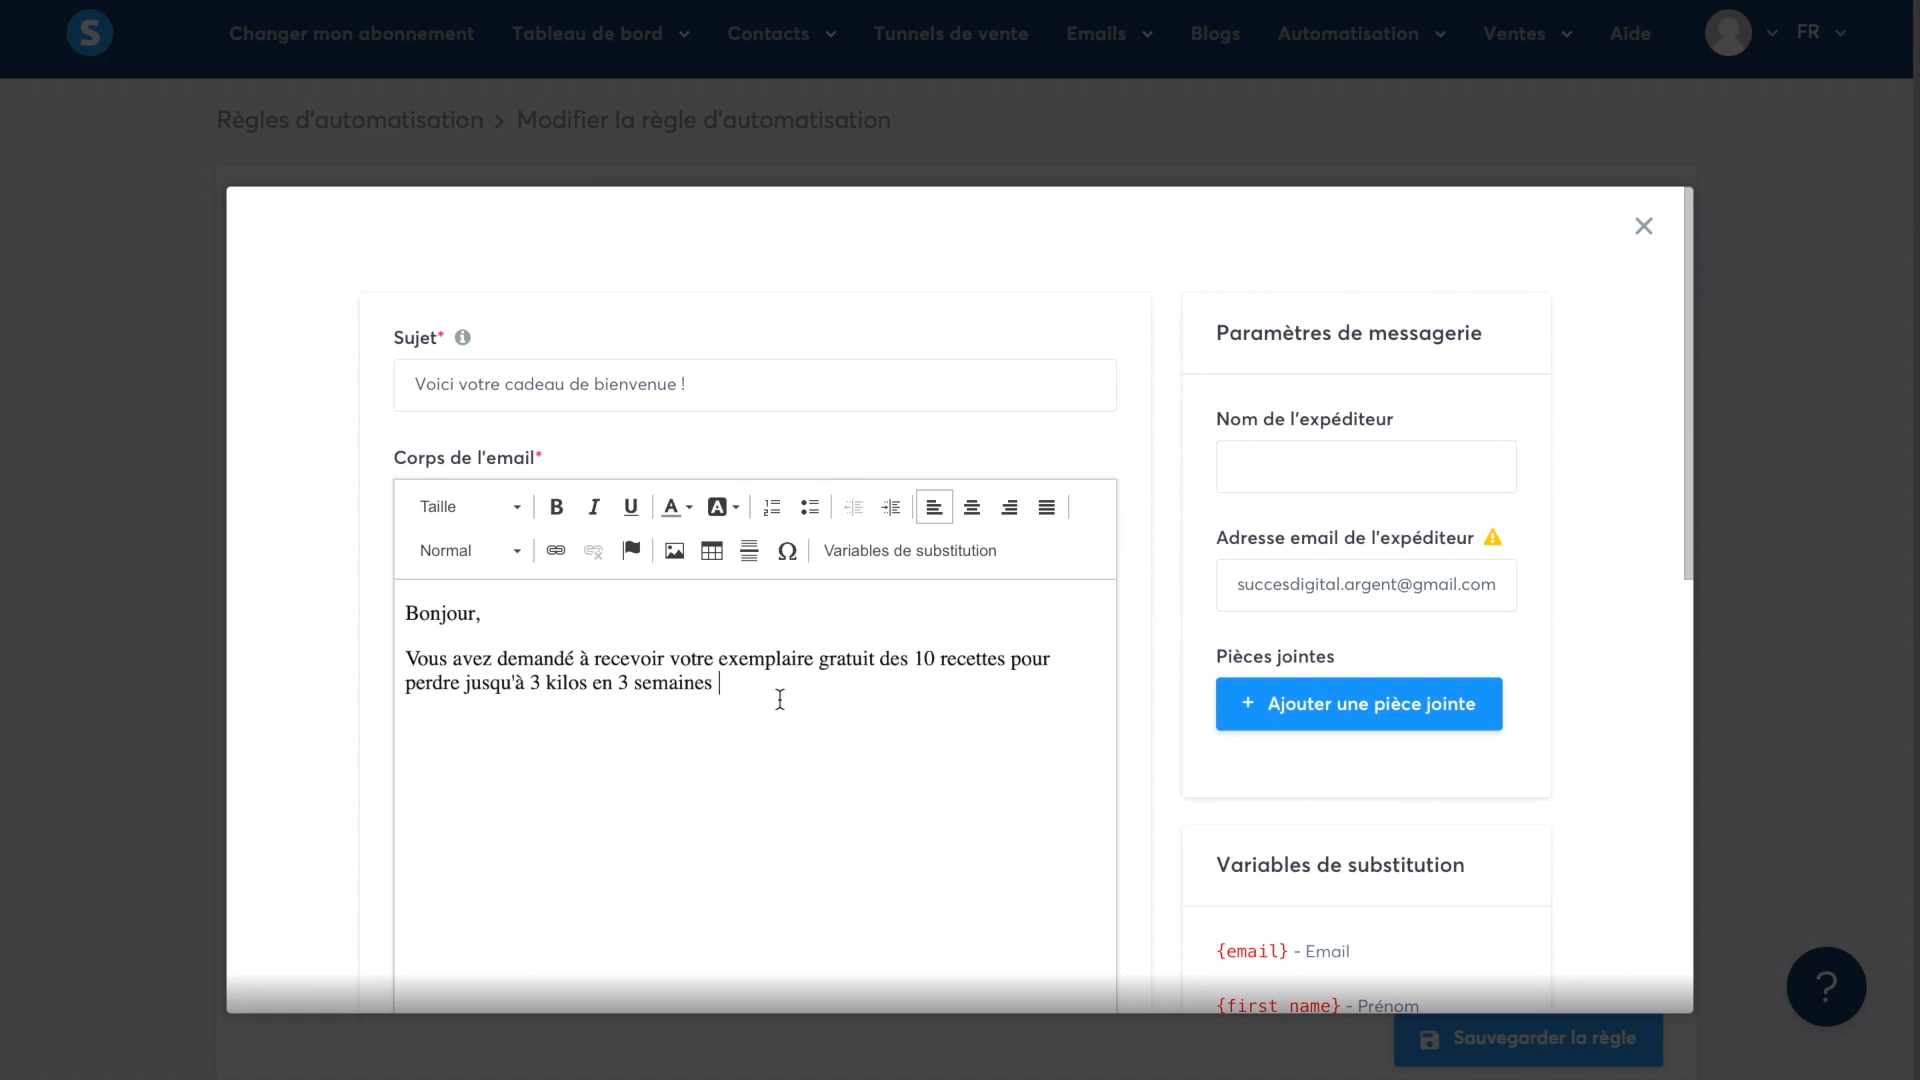 S
Changer mon abonnement Tableau de bord Contacts Tunnels de vente Emails Blogs Automatisation Ventes Aide FR
Règles d'automatisation > Modifier la règle d'automatisation
Sujet*
Voici votre cadeau de bienvenue !
Corps de l'email*
Taille B I U A A
Normal Ω Variables de substitution
Bonjour,
Vous avez demandé à recevoir votre exemplaire gratuit des 10 recettes pour
perdre jusqu'à 3 kilos en 3 semaines
Paramètres de messagerie
Nom de l'expéditeur
Adresse email de l'expéditeur
succesdigital.argent@gmail.com
Pièces jointes
+ Ajouter une pièce jointe
Variables de substitution
{email} - Email
{first_name} - Prénom
?
Sauvegarder la règle